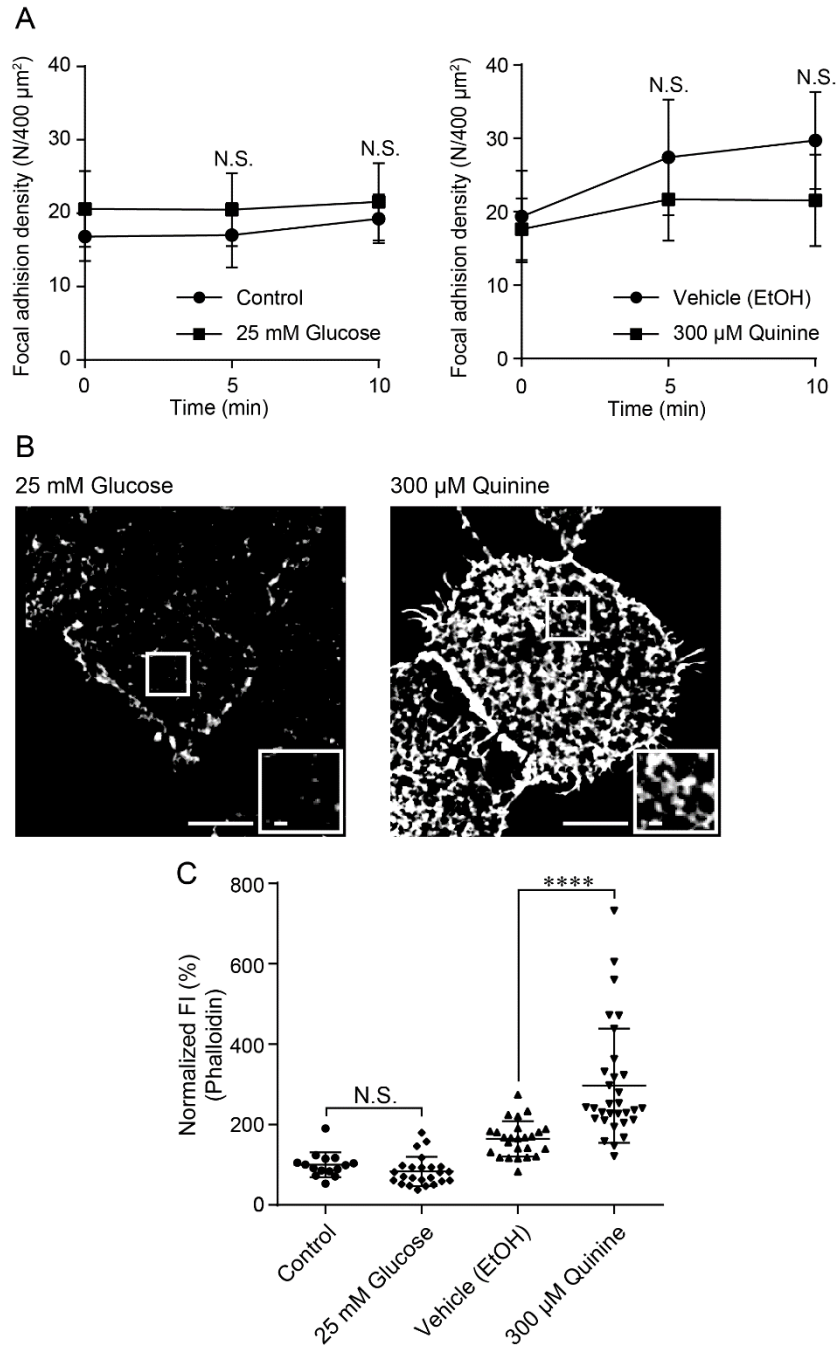 A
Focal adhision density (N/400 µm²)
40
30
20
10
0
N.S.
N.S.
Control
25 mM Glucose
0
5
10
Time (min)
Focal adhision density (N/400 µm²)
40
30
20
10
0
N.S.
N.S.
Vehicle (EtOH)
300 µM Quinine
0
5
10
Time (min)
B
25 mM Glucose
300 µM Quinine
C
Normalized FI (%)
(Phalloidin)
800
600
400
200
0
N.S.
****
Control
25 mM Glucose
Vehicle (EtOH)
300 µM Quinine